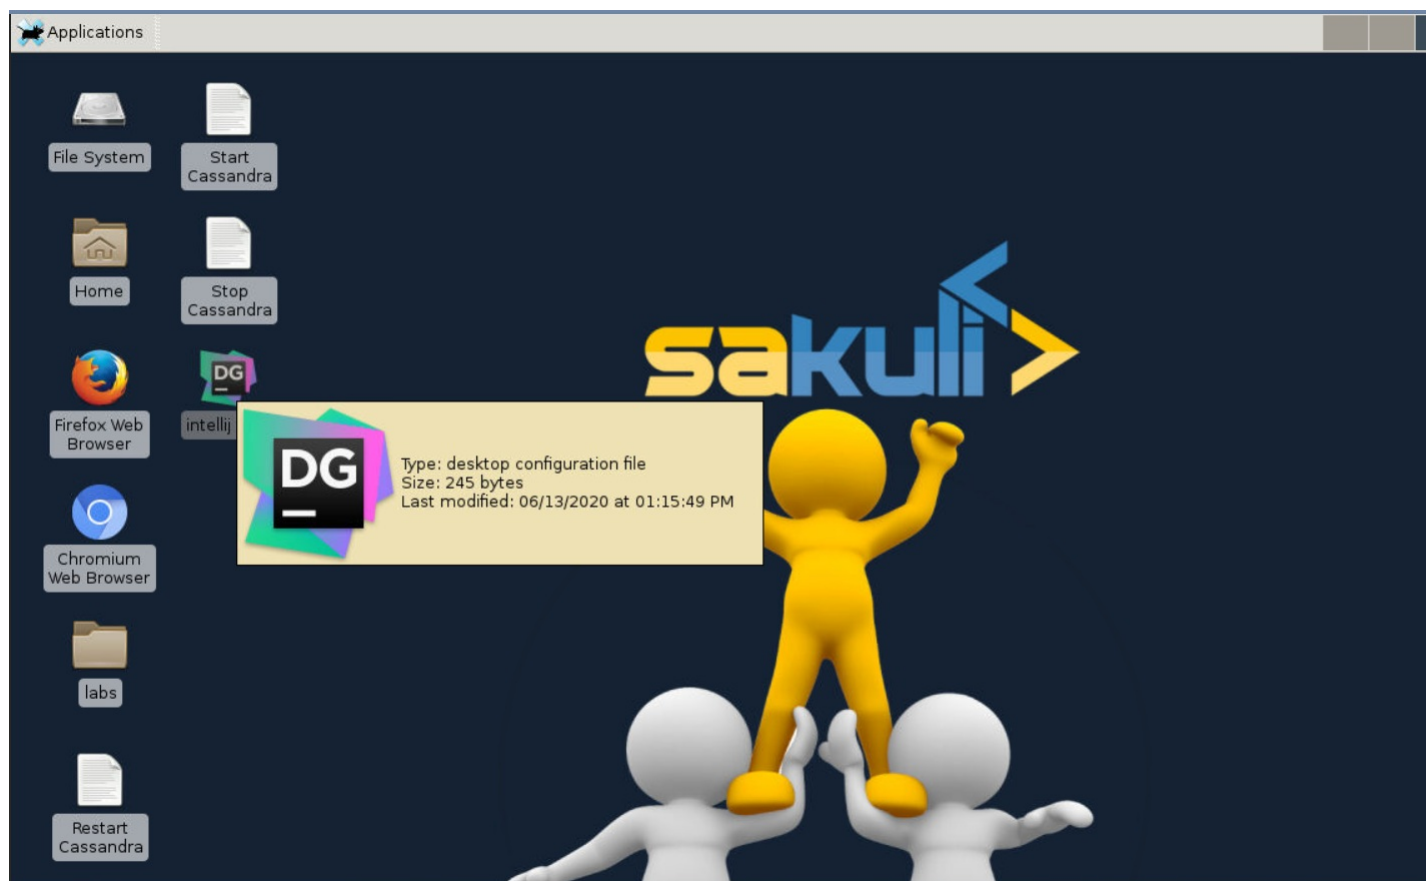 Applications
File System
Start
Cassandra
Home
Stop
Cassandra
sakuli
Firefox Web
Browser
DG
intellij
DG
Type: desktop configuration file
Size: 245 bytes
Last modified: 06/13/2020 at 01:15:49 PM
Chromium
Web Browser
labs
Restart
Cassandra